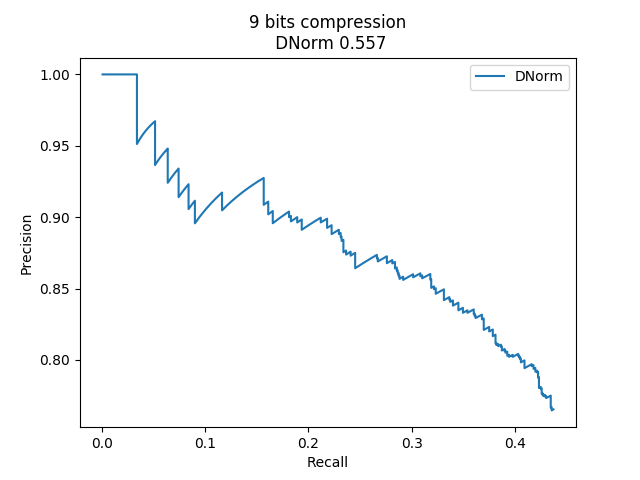 9 bits compression
DNorm 0.557
DNorm
1.00
0.95
0.90
0.85
0.80
Precision
0.0 0.1 0.2 0.3 0.4
Recall